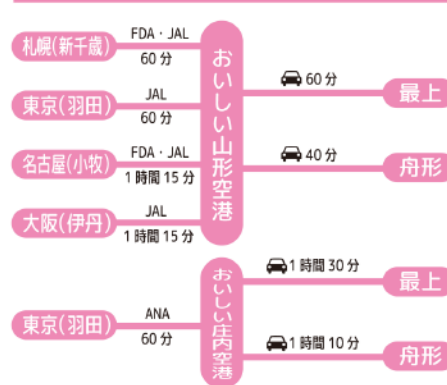 札幌(新千歳)
FDA・JAL
60分
東京(羽田)
JAL
60分
名古屋(小牧)
FDA・JAL
1時間15分
大阪(伊丹)
JAL
1時間15分
おいしい山形空港
60分
最上
40分
舟形
東京(羽田)
ANA
60分
おいしい庄内空港
1時間30分
最上
1時間10分
舟形